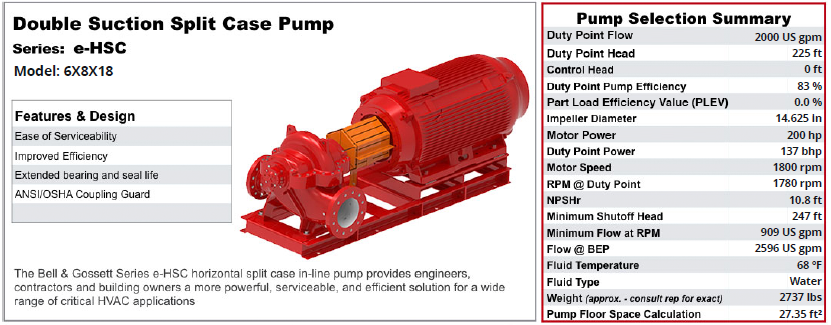 Double Suction Split Case Pump
Series: e-HSC
Model: 6X8X18
Features & Design
Ease of Serviceability
Improved Efficiency
Extended bearing and seal life
ANSI/OSHA Coupling Guard
The Bell & Gossett Series e-HSC horizontal split case in-line pump provides engineers,
contractors and building owners a more powerful, serviceable, and efficient solution for a wide
range of critical HVAC applications
Pump Selection Summary
Duty Point Flow 2000 US gpm
Duty Point Head 225 ft
Control Head 0 ft
Duty Point Pump Efficiency 83 %
Part Load Efficiency Value (PLEV) 0.0 %
Impeller Diameter 14.625 in
Motor Power 200 hp
Duty Point Power 137 bhp
Motor Speed 1800 rpm
RPM @ Duty Point 1780 rpm
NPSHr 10.8 ft
Minimum Shutoff Head 247 ft
Minimum Flow at RPM 909 US gpm
Flow @ BEP 2596 US gpm
Fluid Temperature 68 °F
Fluid Type Water
Weight (approx. - consult rep for exact) 2737 lbs
Pump Floor Space Calculation 27.35 ft²